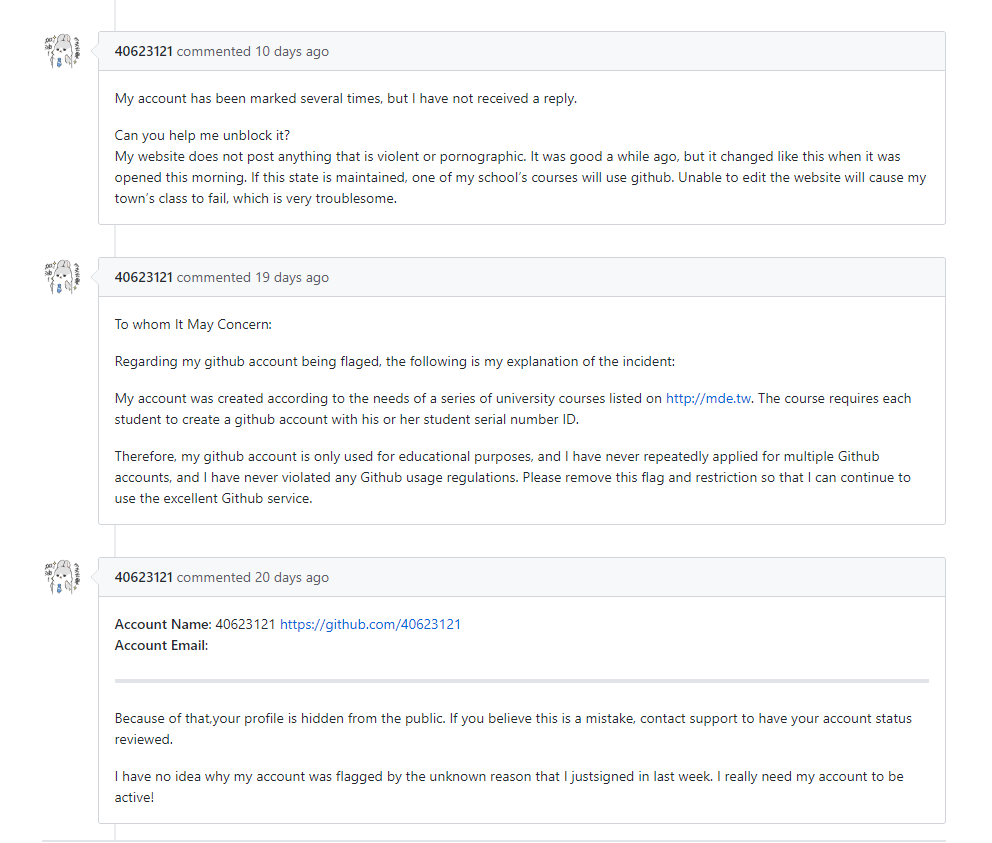 40623121 commented 10 days ago
My account has been marked several times, but I have not received a reply.
Can you help me unblock it?
My website does not post anything that is violent or pornographic. It was good a while ago, but it changed like this when it was
opened this morning. If this state is maintained, one of my school's courses will use github. Unable to edit the website will cause my
town's class to fail, which is very troublesome.
40623121 commented 19 days ago
To whom It May Concern:
Regarding my github account being flaged, the following is my explanation of the incident:
My account was created according to the needs of a series of university courses listed on http://mde.tw. The course requires each
student to create a github account with his or her student serial number ID.
Therefore, my github account is only used for educational purposes, and I have never repeatedly applied for multiple Github
accounts, and I have never violated any Github usage regulations. Please remove this flag and restriction so that I can continue to
use the excellent Github service.
40623121 commented 20 days ago
Account Name: 40623121 https://github.com/40623121
Account Email:
Because of that,your profile is hidden from the public. If you believe this is a mistake, contact support to have your account status
reviewed.
I have no idea why my account was flagged by the unknown reason that I justsigned in last week. I really need my account to be
active!